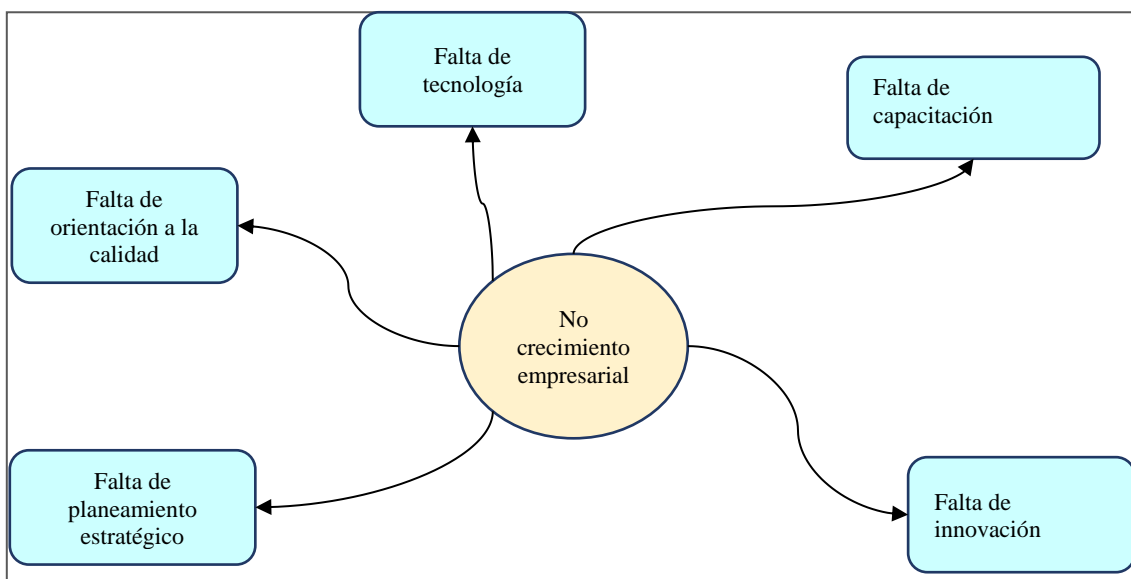 Falta de
tecnología
Falta de
capacitación
Falta de
orientación a la
calidad
No
crecimiento
empresarial
Falta de
planeamiento
estratégico
Falta de
innovación